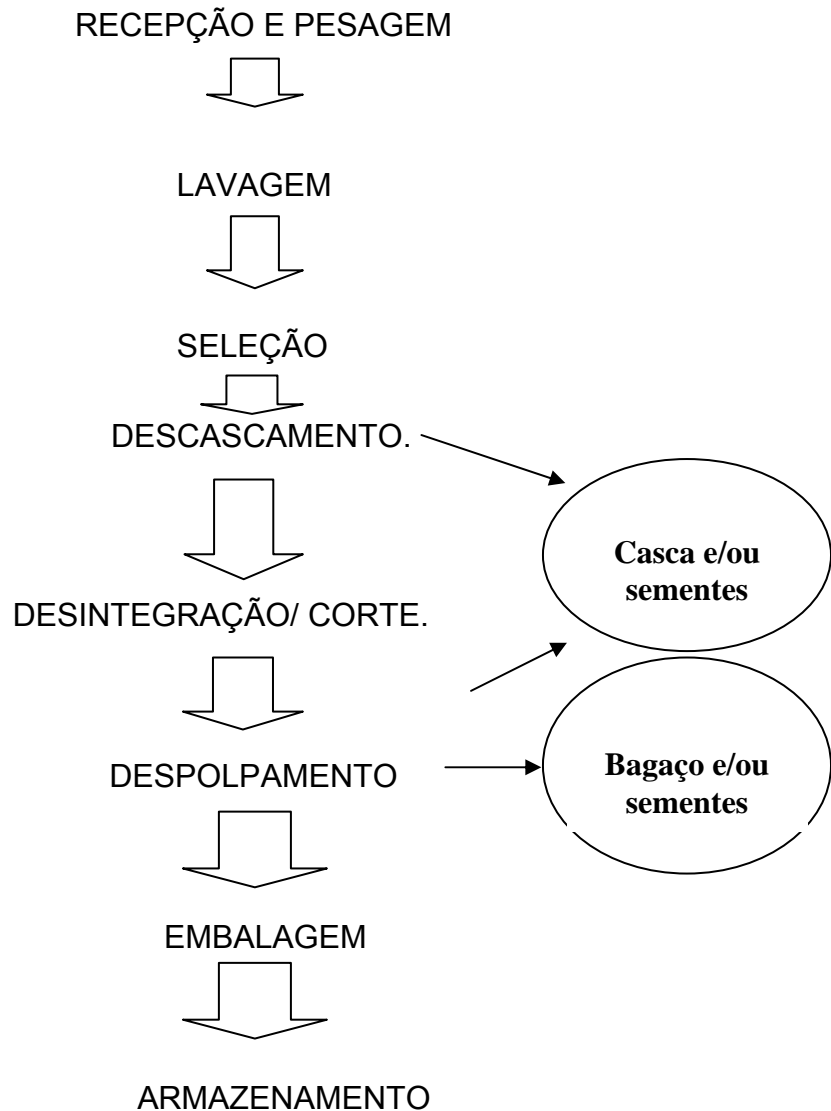 RECEPÇÃO E PESAGEM
LAVAGEM
SELEÇÃO
DESCASCAMENTO.
Casca e/ou
sementes
DESINTEGRAÇÃO/ CORTE.
DESPOLPAMENTO
Bagaço e/ou
sementes
EMBALAGEM
ARMAZENAMENTO